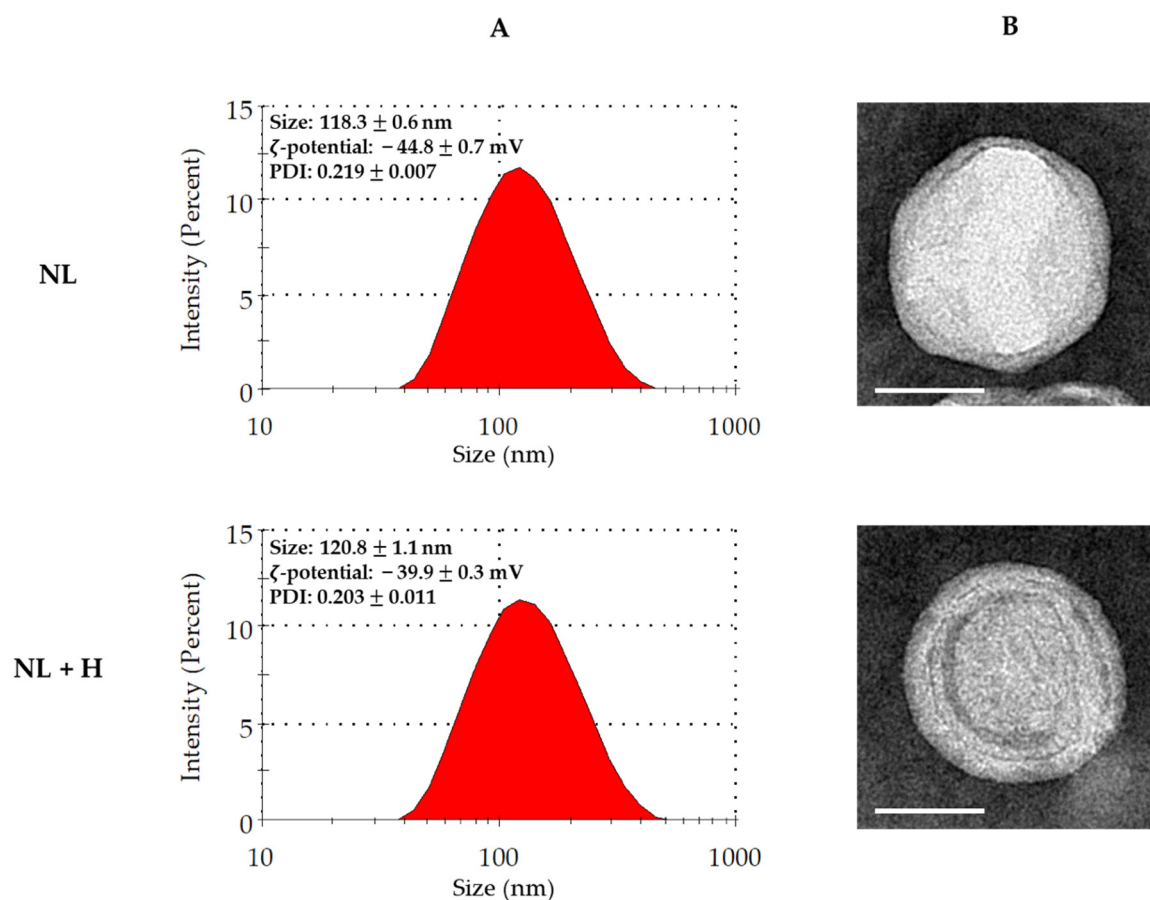 A
B
NL
15
10
5
0
Intensity (Percent)
Size: 118.3 ± 0.6 nm
ζ-potential: −44.8 ± 0.7 mV
PDI: 0.219 ± 0.007
10
100
1000
Size (nm)
NL + H
15
10
5
0
Intensity (Percent)
Size: 120.8 ± 1.1 nm
ζ-potential: −39.9 ± 0.3 mV
PDI: 0.203 ± 0.011
10
100
1000
Size (nm)